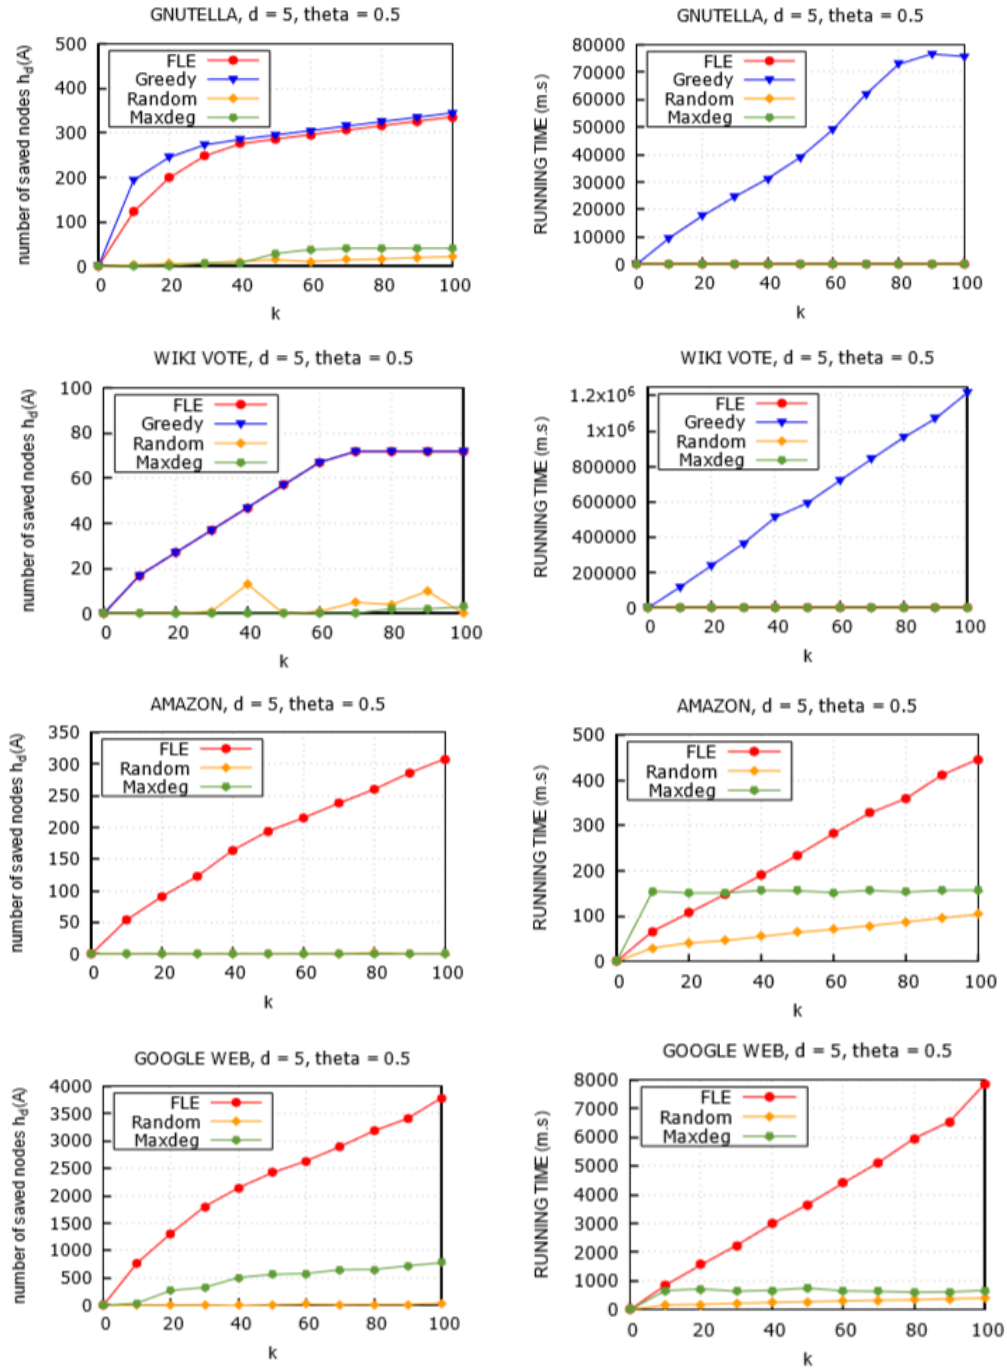 GNUTELLA, d = 5, theta = 0.5
number of saved nodes h_d(A)
500
400
300
200
100
0
FLE
Greedy
Random
Maxdeg
0 20 40 60 80 100
k
GNUTELLA, d = 5, theta = 0.5
RUNNING TIME (m.s)
80000
70000
60000
50000
40000
30000
20000
10000
0
FLE
Greedy
Random
Maxdeg
0 20 40 60 80 100
k
WIKI VOTE, d = 5, theta = 0.5
number of saved nodes h_d(A)
100
80
60
40
20
0
FLE
Greedy
Random
Maxdeg
0 20 40 60 80 100
k
WIKI VOTE, d = 5, theta = 0.5
RUNNING TIME (m.s)
1.2x10⁶
1x10⁶
800000
600000
400000
200000
0
FLE
Greedy
Random
Maxdeg
0 20 40 60 80 100
k
AMAZON, d = 5, theta = 0.5
number of saved nodes h_d(A)
350
300
250
200
150
100
50
0
FLE
Random
Maxdeg
0 20 40 60 80 100
k
AMAZON, d = 5, theta = 0.5
RUNNING TIME (m.s)
500
400
300
200
100
0
FLE
Random
Maxdeg
0 20 40 60 80 100
k
GOOGLE WEB, d = 5, theta = 0.5
number of saved nodes h_d(A)
4000
3500
3000
2500
2000
1500
1000
500
0
FLE
Random
Maxdeg
0 20 40 60 80 100
k
GOOGLE WEB, d = 5, theta = 0.5
RUNNING TIME (m.s)
8000
7000
6000
5000
4000
3000
2000
1000
0
FLE
Random
Maxdeg
0 20 40 60 80 100
k